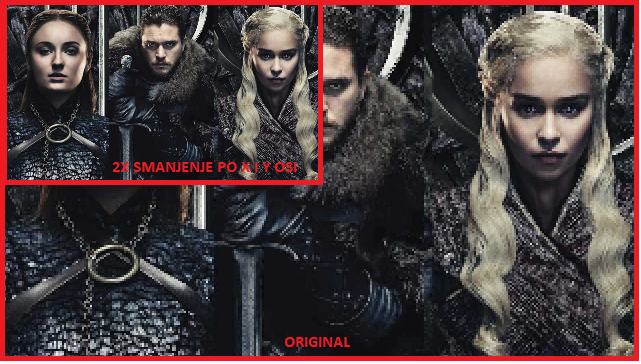 2X SMANJENJE PO X I Y OSI
ORIGINAL